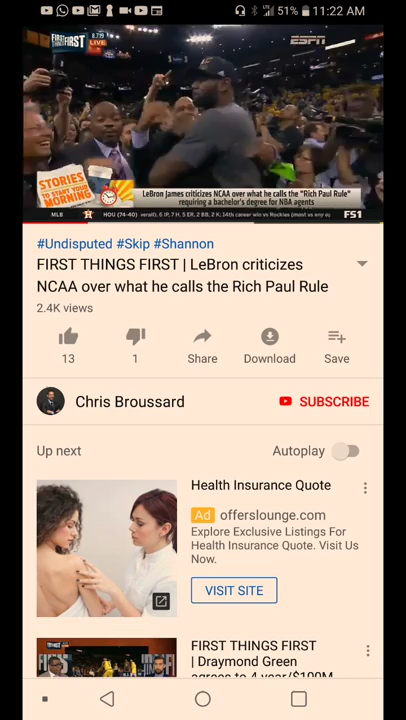 51% 11:22 AM
FIRST THINGS FIRST
LIVE
ESPN
STORIES
TO START YOUR
MORNING
LeBron James criticizes NCAA over what he calls the "Rich Paul Rule"
requiring a bachelor's degree for NBA agents
MLB HOU (74-40) 6 IP, 7 H, 5 ER, 2 BB, 2 K; 14th career win vs Rockies (most vs any
FS1
#Undisputed #Skip #Shannon
FIRST THINGS FIRST | LeBron criticizes
NCAA over what he calls the Rich Paul Rule
2.4K views
13 1 Share Download Save
Chris Broussard SUBSCRIBE
Up next Autoplay
Health Insurance Quote
Ad offerslounge.com
Explore Exclusive Listings For
Health Insurance Quote. Visit Us
Now.
VISIT SITE
FIRST THINGS FIRST
| Draymond Green
agrees to 4 year/$100M